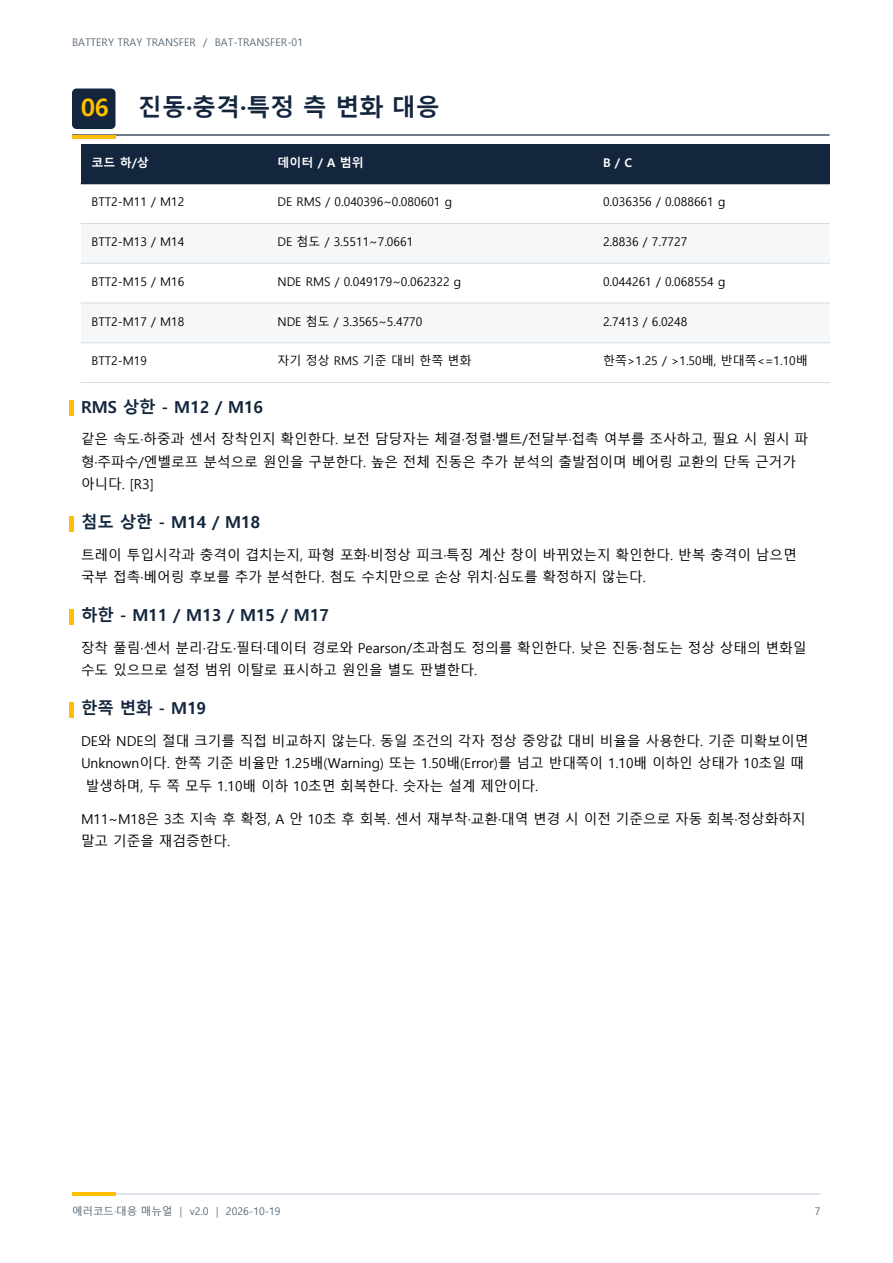 BATTERY TRAY TRANSFER / BAT-TRANSFER-01
06 진동·충격·특정 측 변화 대응
코드 하/상 데이터 / A 범위 B / C
BTT2-M11 / M12 DE RMS / 0.040396~0.080601 g 0.036356 / 0.088661 g
BTT2-M13 / M14 DE 첨도 / 3.5511~7.0661 2.8836 / 7.7727
BTT2-M15 / M16 NDE RMS / 0.049179~0.062322 g 0.044261 / 0.068554 g
BTT2-M17 / M18 NDE 첨도 / 3.3565~5.4770 2.7413 / 6.0248
BTT2-M19 자기 정상 RMS 기준 대비 한쪽 변화 한쪽>1.25 / >1.50배, 반대쪽<=1.10배
RMS 상한 - M12 / M16
같은 속도·하중과 센서 장착인지 확인한다. 보전 담당자는 체결·정렬·벨트/전달부·접촉 여부를 조사하고, 필요 시 원시 파
형·주파수/엔벨로프 분석으로 원인을 구분한다. 높은 전체 진동은 추가 분석의 출발점이며 베어링 교환의 단독 근거가
아니다. [R3]
첨도 상한 - M14 / M18
트레이 투입시각과 충격이 겹치는지, 파형 포화·비정상 피크·특징 계산 창이 바뀌었는지 확인한다. 반복 충격이 남으면
국부 접촉·베어링 후보를 추가 분석한다. 첨도 수치만으로 손상 위치·심도를 확정하지 않는다.
하한 - M11 / M13 / M15 / M17
장착 풀림·센서 분리·감도·필터·데이터 경로와 Pearson/초과첨도 정의를 확인한다. 낮은 진동·첨도는 정상 상태의 변화일
수도 있으므로 설정 범위 이탈로 표시하고 원인을 별도 판별한다.
한쪽 변화 - M19
DE와 NDE의 절대 크기를 직접 비교하지 않는다. 동일 조건의 각자 정상 중앙값 대비 비율을 사용한다. 기준 미확보이면
Unknown이다. 한쪽 기준 비율만 1.25배(Warning) 또는 1.50배(Error)를 넘고 반대쪽이 1.10배 이하인 상태가 10초일 때
발생하며, 두 쪽 모두 1.10배 이하 10초면 회복한다. 숫자는 설계 제안이다.
M11~M18은 3초 지속 후 확정, A 안 10초 후 회복. 센서 재부착·교환·대역 변경 시 이전 기준으로 자동 회복·정상화하지
말고 기준을 재검증한다.
에러코드·대응 매뉴얼 | v2.0 | 2026-10-19 7